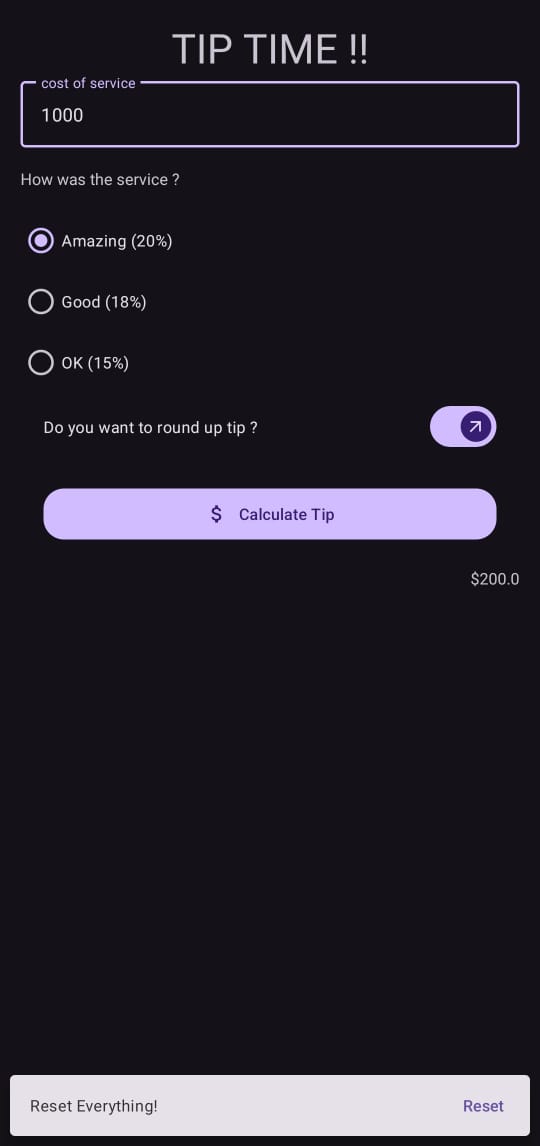 TIP TIME !!
cost of service
1000
How was the service ?
Amazing (20%)
Good (18%)
OK (15%)
Do you want to round up tip ?
$ Calculate Tip
$200.0
Reset Everything! Reset